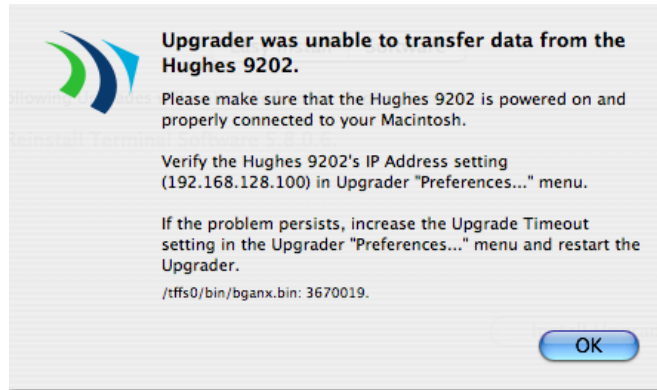 Upgrader was unable to transfer data from the
Hughes 9202.
Please make sure that the Hughes 9202 is powered on and
properly connected to your Macintosh.
Verify the Hughes 9202's IP Address setting
(192.168.128.100) in Upgrader "Preferences..." menu.
If the problem persists, increase the Upgrade Timeout
setting in the Upgrader "Preferences..." menu and restart the
Upgrader.
/tffs0/bin/bganx.bin: 3670019.
OK